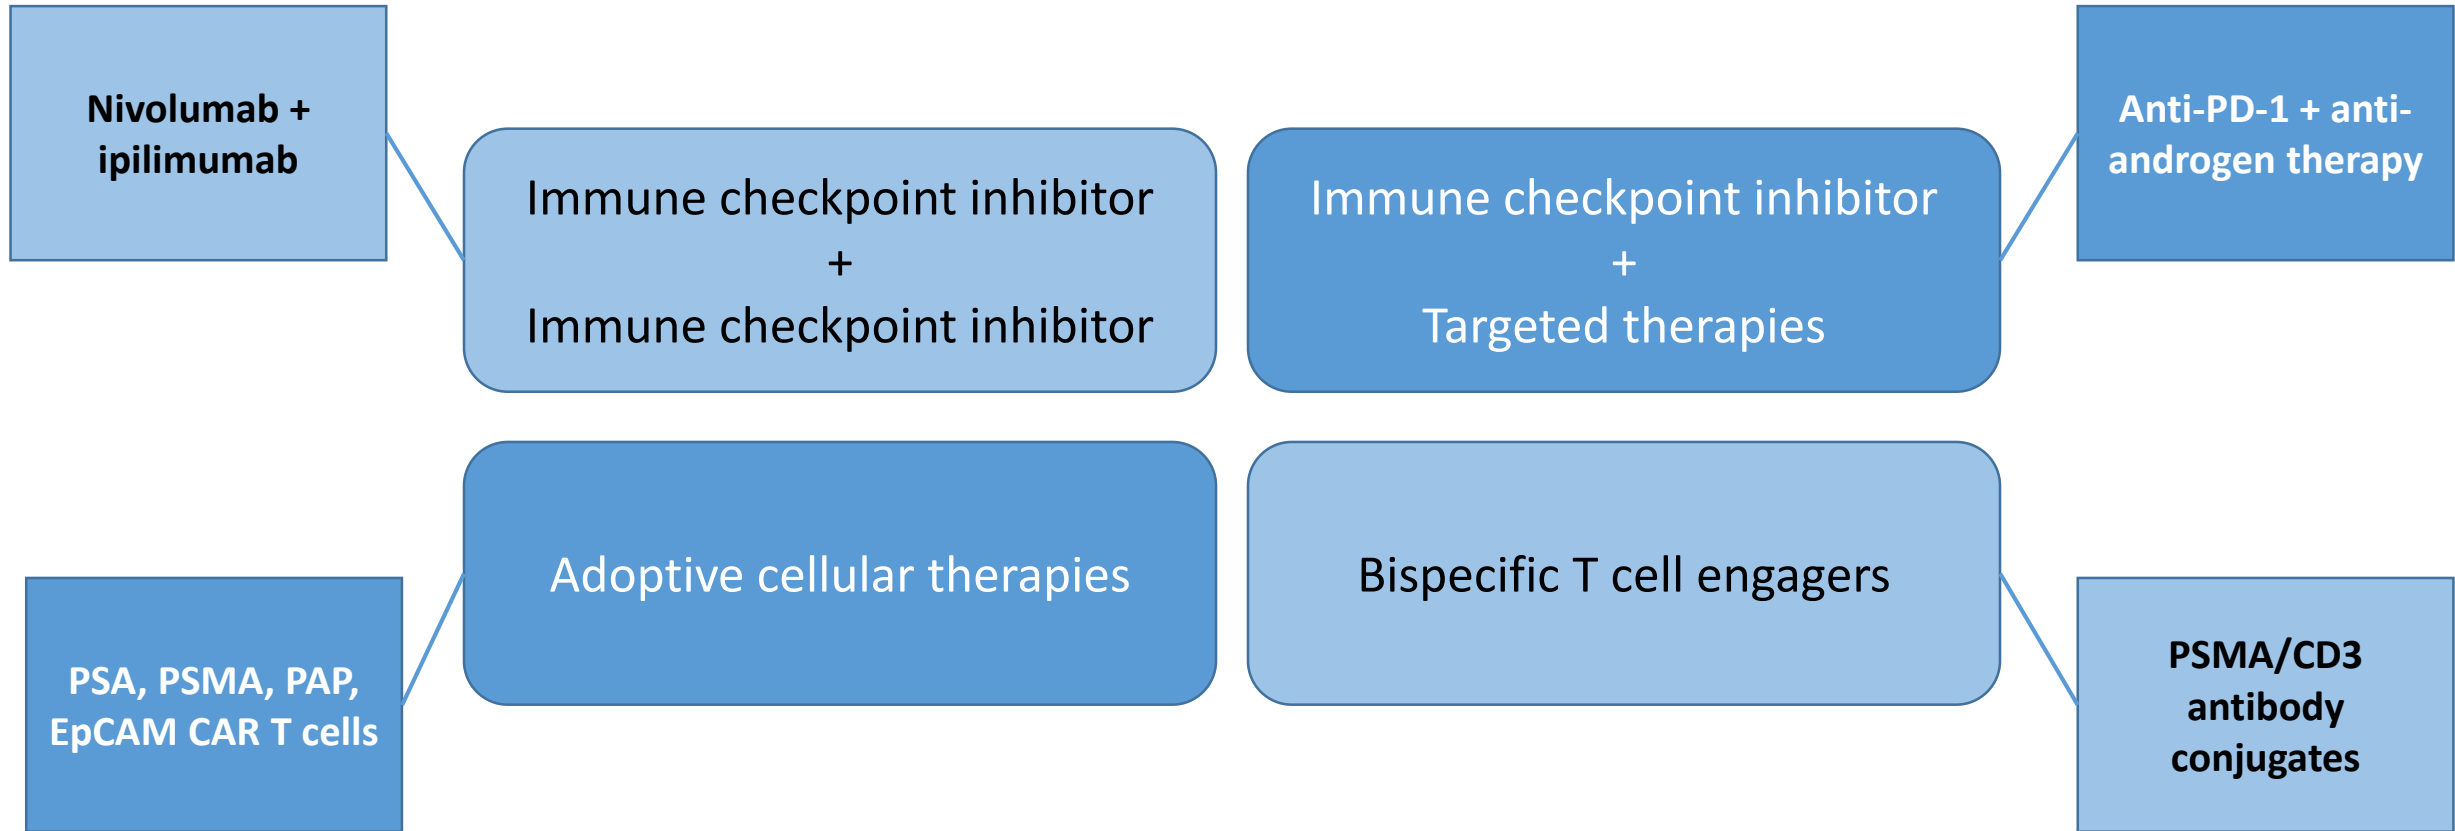 Nivolumab +
ipilimumab
Immune checkpoint inhibitor
+
Immune checkpoint inhibitor
Immune checkpoint inhibitor
+
Targeted therapies
Anti-PD-1 + anti-
androgen therapy
PSA, PSMA, PAP,
EpCAM CAR T cells
Adoptive cellular therapies
Bispecific T cell engagers
PSMA/CD3
antibody
conjugates